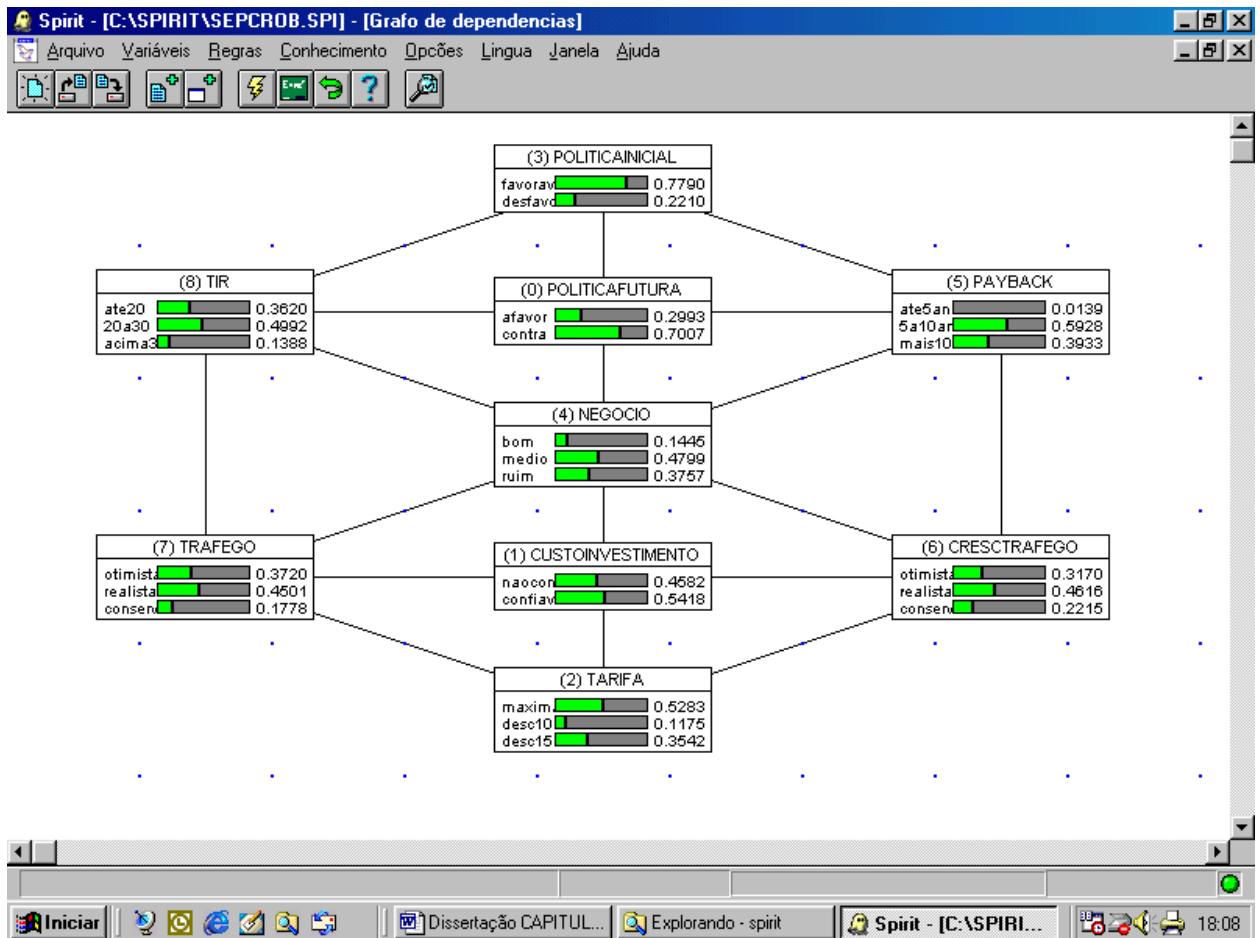 Spirit - [C:\SPIRIT\SEPCROB.SPI] - [Grafo de dependencias]
Arquivo Variáveis Regras Conhecimento Opcões Lingua Janela Ajuda
(3) POLITICAINICIAL
favorav 0.7790
desfavo 0.2210
(8) TIR
ate20 0.3620
20a30 0.4992
acima3 0.1388
(0) POLITICAFUTURA
afavor 0.2993
contra 0.7007
(5) PAYBACK
ate5an 0.0139
5a10an 0.5928
mais10 0.3933
(4) NEGOCIO
bom 0.1445
medio 0.4799
ruim 0.3757
(7) TRAFEGO
otimista 0.3720
realista 0.4501
conserv 0.1778
(1) CUSTOINVESTIMENTO
naocon 0.4582
confiav 0.5418
(6) CRESCTRAFEGO
otimista 0.3170
realista 0.4616
conserv 0.2215
(2) TARIFA
maxim 0.5283
desc10 0.1175
desc15 0.3542
Iniciar Dissertação CAPITUL... Explorando - spirit Spirit - [C:\SPIRI... 18:08